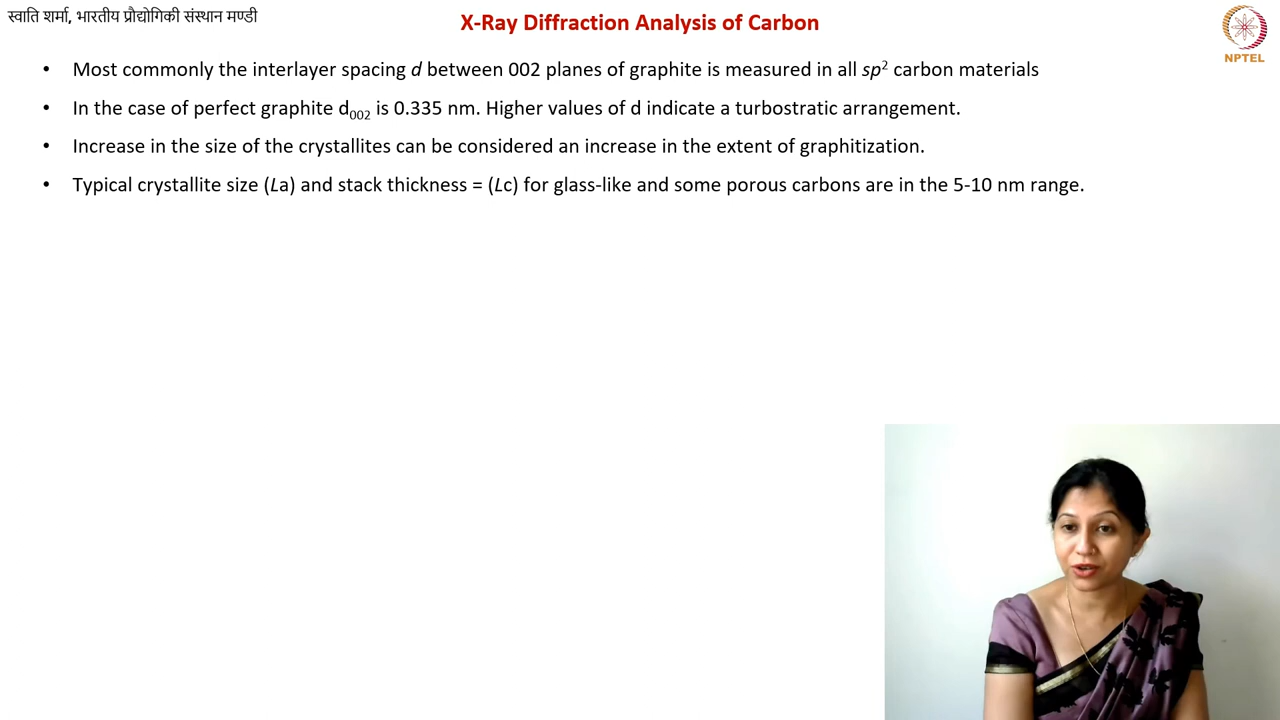 स्वाति शर्मा, भारतीय प्रौद्योगिकी संस्थान मण्डी
X-Ray Diffraction Analysis of Carbon
NPTEL
• Most commonly the interlayer spacing d between 002 planes of graphite is measured in all sp² carbon materials
• In the case of perfect graphite d₀₀₂ is 0.335 nm. Higher values of d indicate a turbostratic arrangement.
• Increase in the size of the crystallites can be considered an increase in the extent of graphitization.
• Typical crystallite size (La) and stack thickness = (Lc) for glass-like and some porous carbons are in the 5-10 nm range.